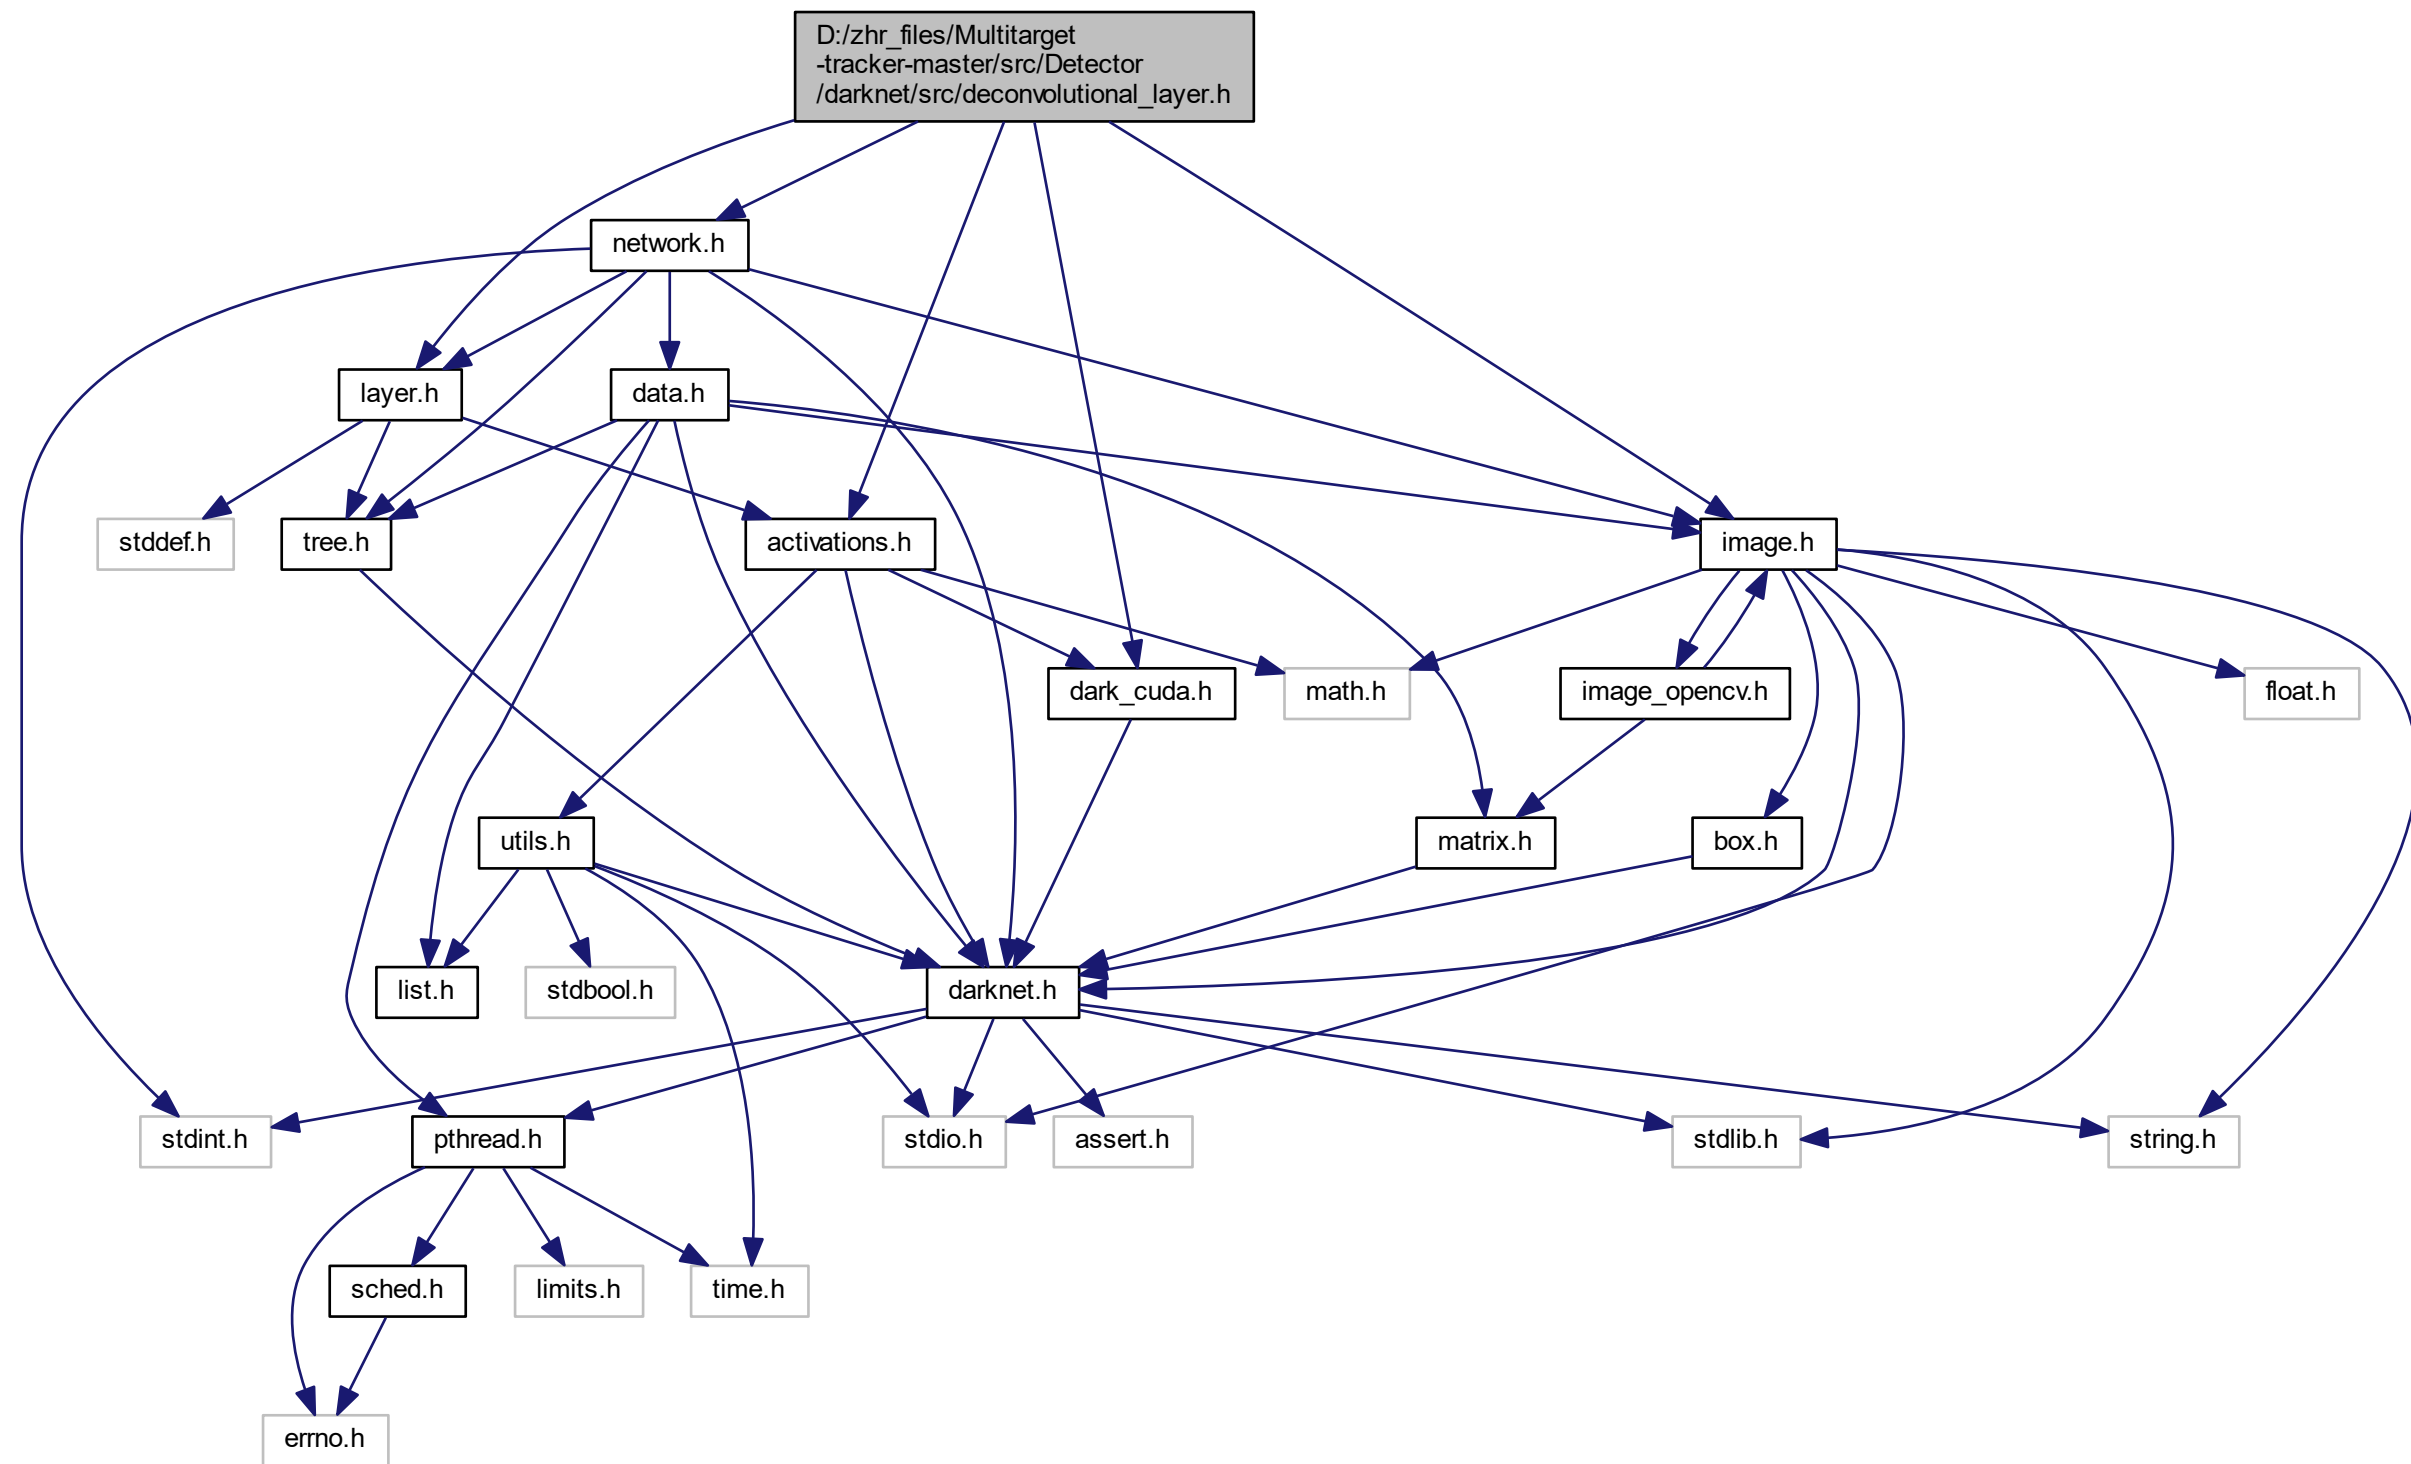 D:/zhr_files/Multitarget
-tracker-master/src/Detector
/darknet/src/deconvolutional_layer.h
network.h
layer.h
data.h
stddef.h
tree.h
activations.h
image.h
dark_cuda.h
math.h
image_opencv.h
float.h
utils.h
matrix.h
box.h
list.h
stdbool.h
darknet.h
stdint.h
pthread.h
stdio.h
assert.h
stdlib.h
string.h
sched.h
limits.h
time.h
errno.h